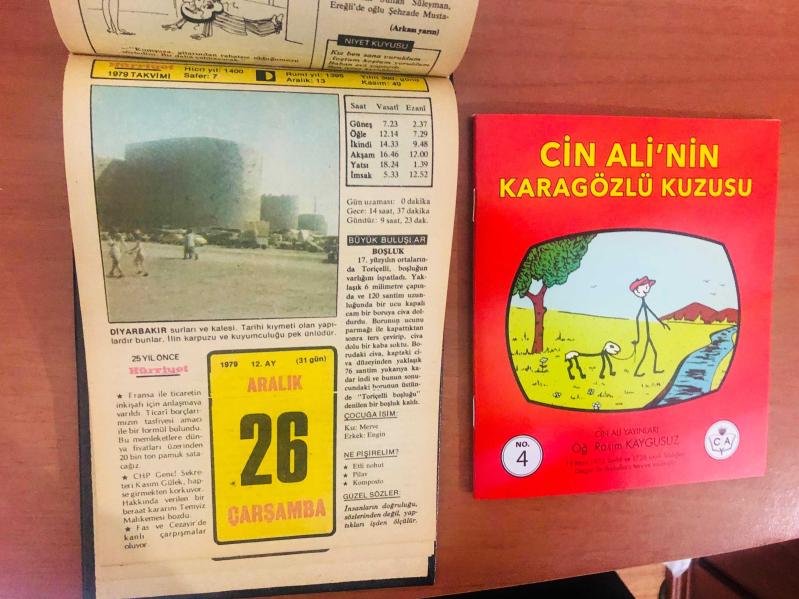 Süleyman,
Ereğli'de oğlu Şehzade Musta-
(Arkası yarın)
NİYET KUYUSU
Kız ben sana vuruldum
Hürriyet
1979 TAKVİMİ
Hicri yıl: 1400
Safer: 7
Rumi yıl: 1395
Aralık: 13
Yılın 360. günü
Kasım: 49
Saat Vasatî Ezanî
Güneş 7.23 2.37
Öğle 12.14 7.29
İkindi 14.33 9.48
Akşam 16.46 12.00
Yatsı 18.24 1.39
İmsak 5.33 12.52
Gün uzaması: 0 dakika
Gece: 14 saat, 37 dakika
Gündüz: 9 saat, 23 dak.
DİYARBAKIR surları ve kalesi. Tarihi kıymeti olan yapı-
lardır bunlar. İlin karpuzu ve kuyumculuğu pek ünlüdür.
25 YIL ÖNCE
Hürriyet
★ Fransa ile ticaretin
inkişafı için anlaşmaya
varıldı. Ticari borçları-
mızın tasfiyesi amacı
ile bir formül bulundu.
Bu memleketlere dün-
ya fiyatları üzerinden
20 bin ton pamuk sata-
cağız.
★ CHP Genel Sekre-
teri Kasım Gülek, hap-
se girmekten korkuyor.
Hakkında verilen bir
beraat kararını Temyiz
Mahkemesi bozdu.
★ Fas ve Cezayir'de
kanlı çarpışmalar
oluyor.
1979 12. AY (31 gün)
ARALIK
26
ÇARŞAMBA
BÜYÜK BULUŞLAR
BOŞLUK
17. yüzyılın ortaların-
da Toriçelli, boşluğun
varlığını ispatladı. Yak-
laşık 6 milimetre çapın-
da ve 120 santim uzun-
luğunda bir ucu kapalı
cam bir boruya civa dol-
durdu. Borunun ucunu
parmağı ile kapattıktan
sonra ters çevirip, civa
dolu bir kaba soktu. Bo-
rudaki civa, kaptaki ci-
va düzeyinden yaklaşık
76 santim yukarıya ka-
dar indi ve bunun sonu-
cundaki borunun üstün-
de "Toriçelli boşluğu"
denilen bir boşluk kaldı.
ÇOCUĞA İSİM:
Kız: Merve
Erkek: Engin
NE PİŞİRELİM?
★ Etli nohut
★ Pilav
★ Komposto
GÜZEL SÖZLER:
İnsanların doğruluğu,
sözlerinden değil, yap-
tıkları işden ölçülür.
CİN ALİ'NİN
KARAGÖZLÜ KUZUSU
NO.
4
CİN ALİ YAYINLARI
Öğ. Rasim KAYGUSUZ
C A